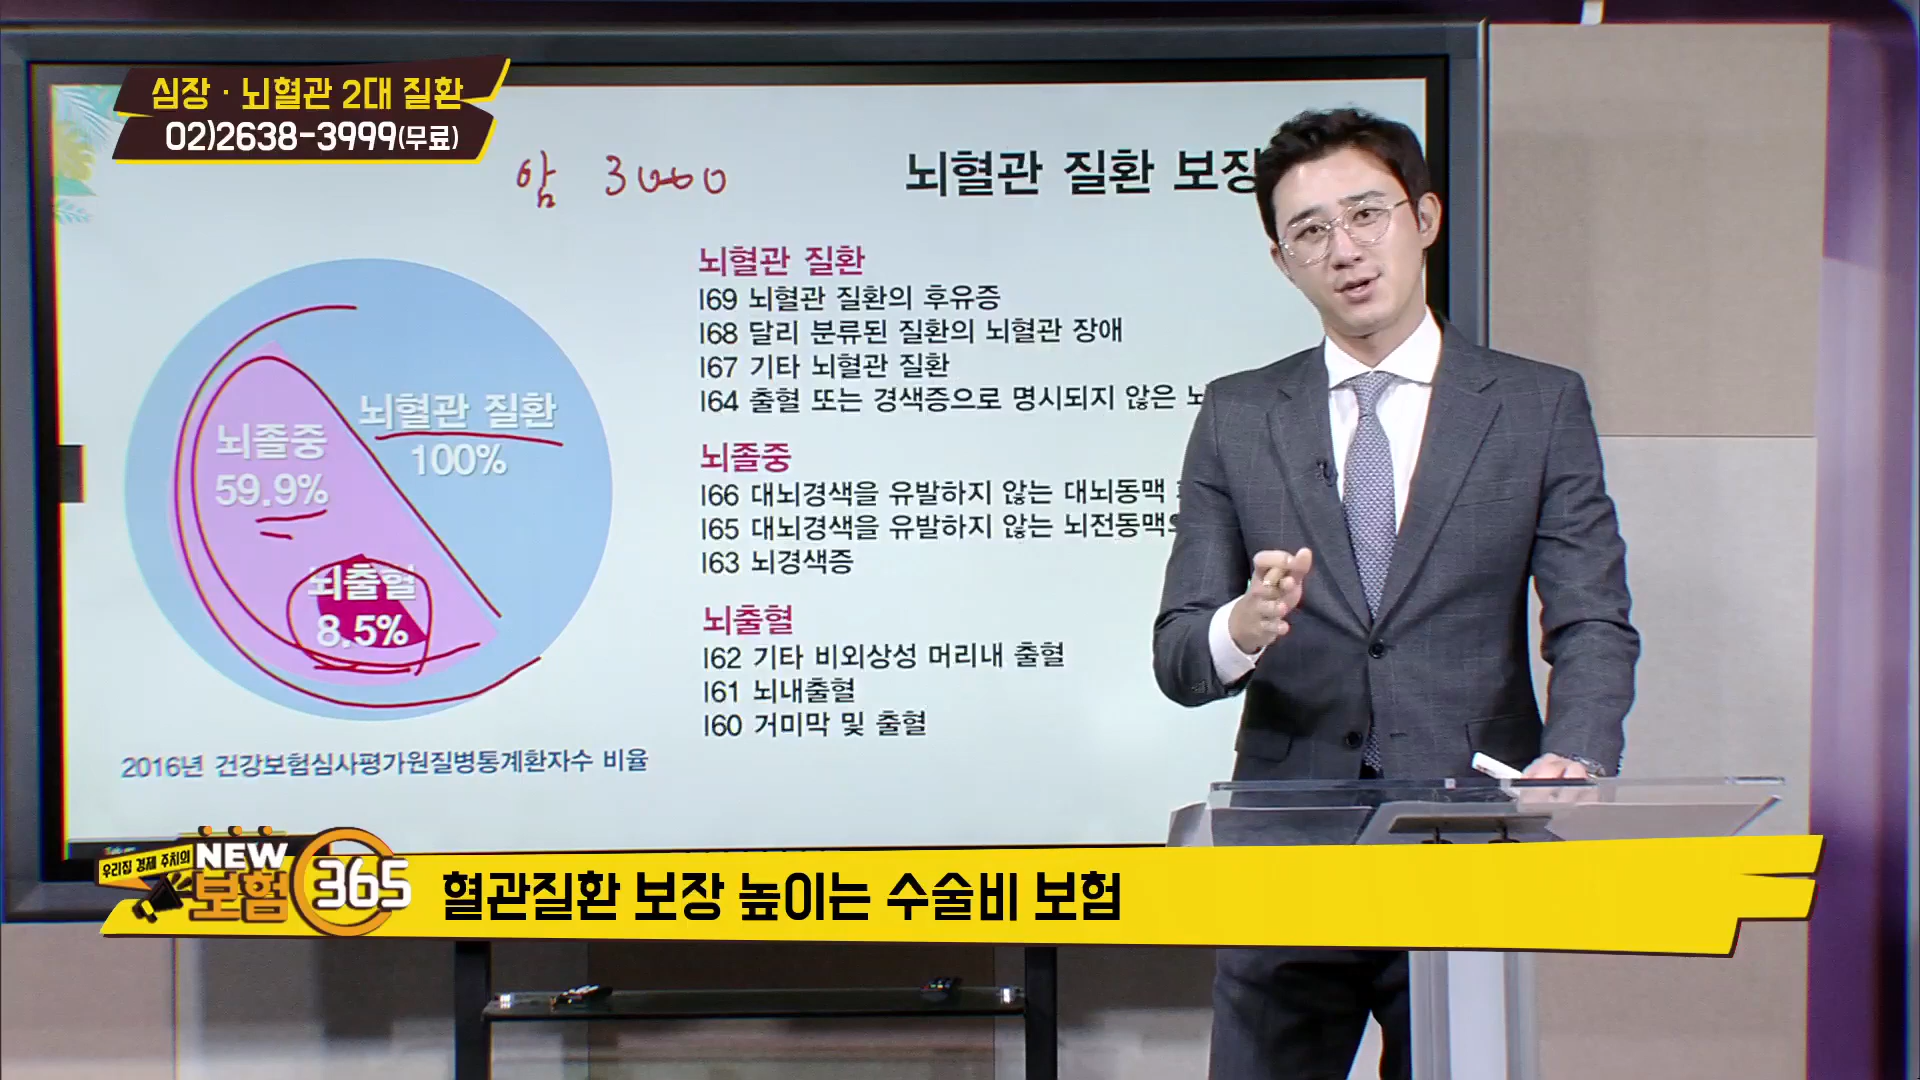 심장·뇌혈관 2대 질환
02)2638-3999(무료)
암 3000
뇌혈관 질환 보장
뇌혈관 질환
I69 뇌혈관 질환의 후유증
I68 달리 분류된 질환의 뇌혈관 장애
I67 기타 뇌혈관 질환
I64 출혈 또는 경색증으로 명시되지 않은
뇌졸중
I66 대뇌경색을 유발하지 않는 대뇌동맥
I65 대뇌경색을 유발하지 않는 뇌전동맥의
I63 뇌경색증
뇌출혈
I62 기타 비외상성 머리내 출혈
I61 뇌내출혈
I60 거미막 및 출혈
뇌혈관 질환
100%
뇌졸중
59.9%
뇌출혈
8.5%
2016년 건강보험심사평가원질병통계환자수 비율
우리집 경제 주치의
NEW
보험 365
혈관질환 보장 높이는 수술비 보험